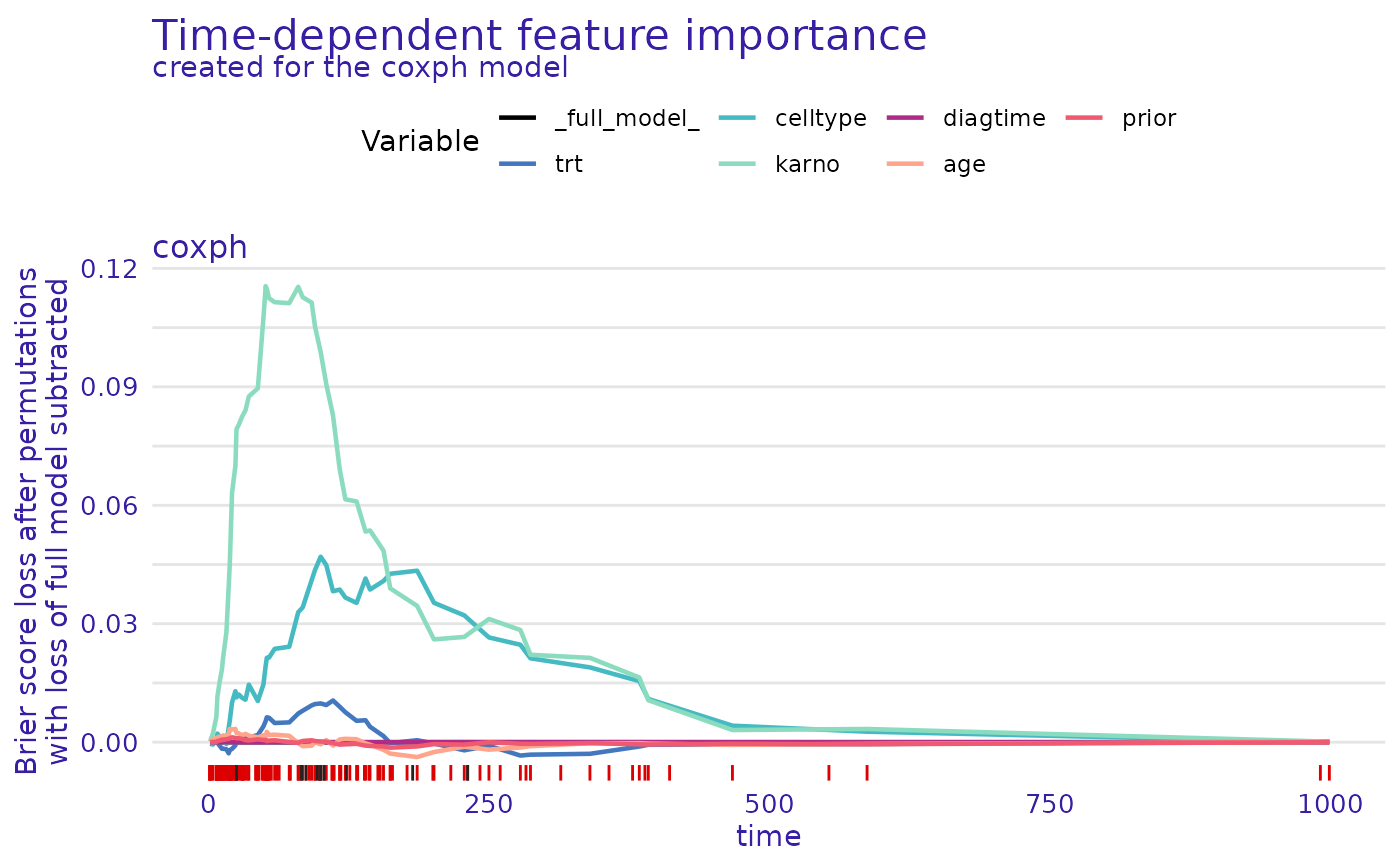 Time-dependent feature importance
created for the coxph model
Variable
_full_model_ celltype diagtime prior
trt karno age
coxph
Brier score loss after permutations
with loss of full model subtracted
0.12
0.09
0.06
0.03
0.00
0 250 500 750 1000
time